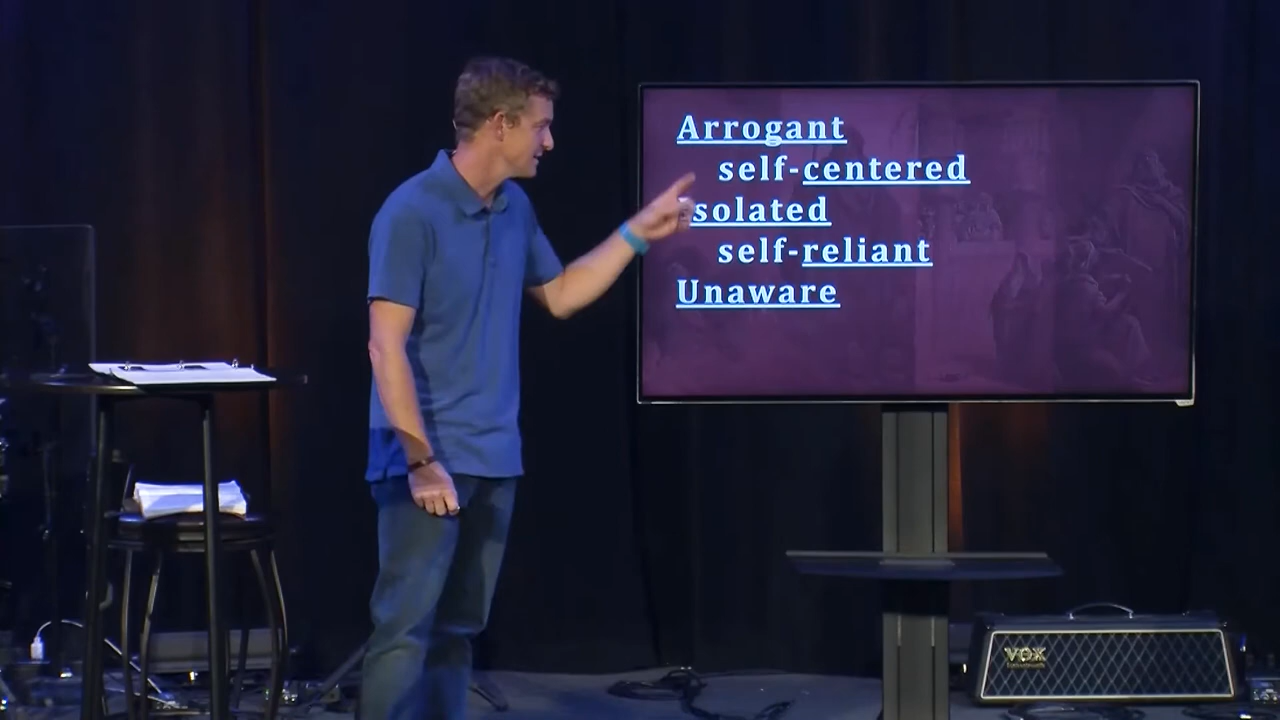 Arrogant
self-centered
Isolated
self-reliant
Unaware
VOX